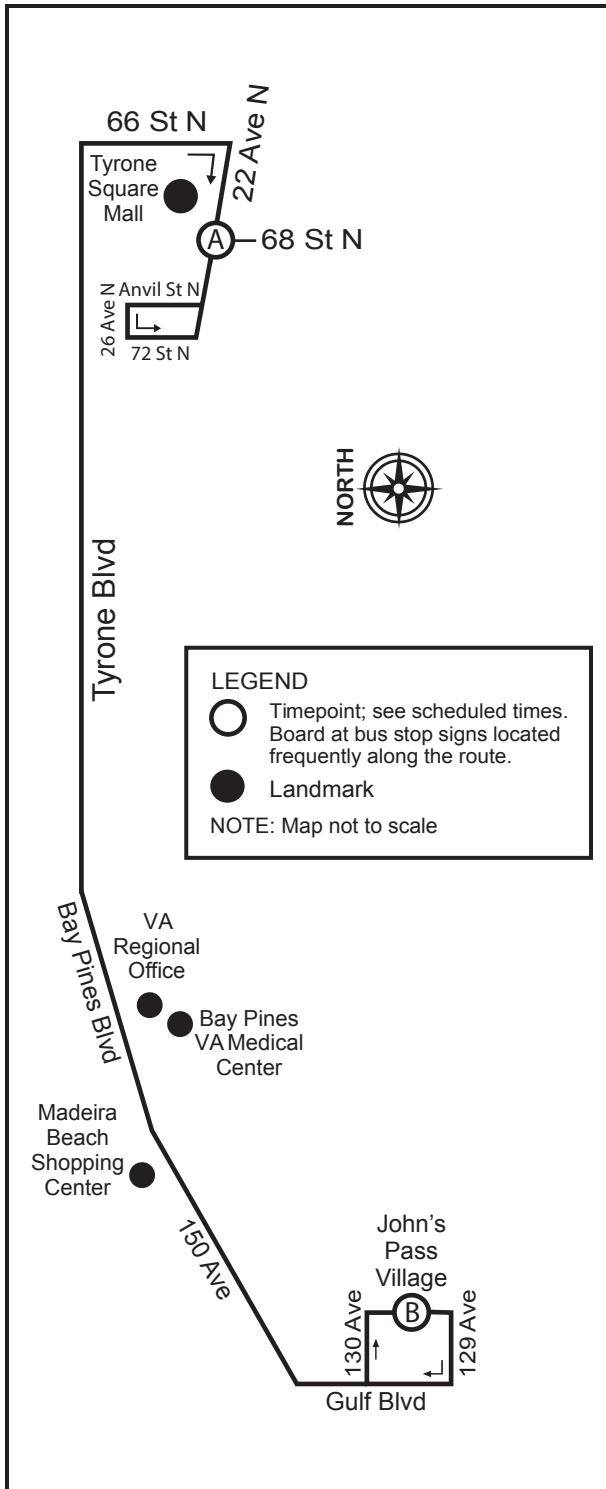 66 St N
22 Ave N
Tyrone
Square
Mall
A
68 St N
Anvil St N
26 Ave N
72 St N
NORTH
Tyrone Blvd
LEGEND
Timepoint; see scheduled times.
Board at bus stop signs located
frequently along the route.
Landmark
NOTE: Map not to scale
Bay Pines Blvd
VA
Regional
Office
Bay Pines
VA Medical
Center
Madeira
Beach
Shopping
Center
150 Ave
John's
Pass
Village
B
130 Ave
129 Ave
Gulf Blvd